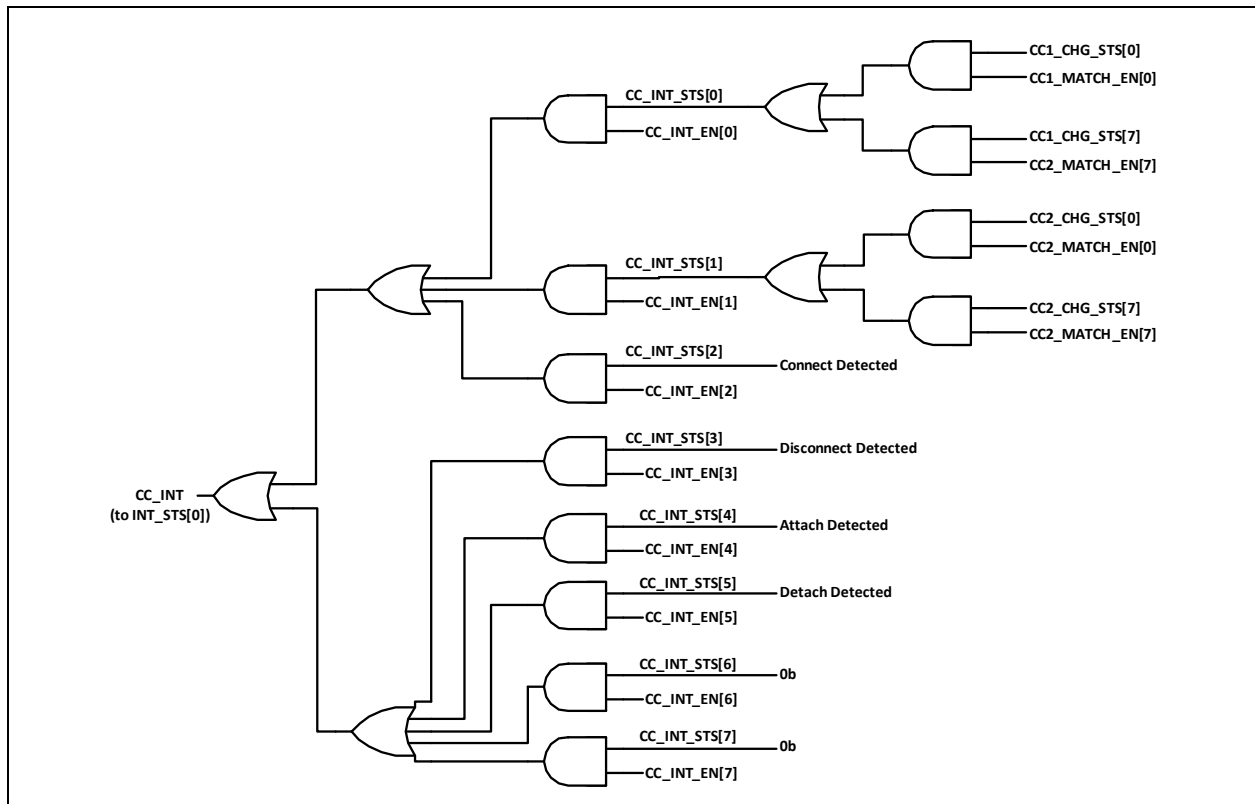 CC1_CHG_STS[0]
CC1_MATCH_EN[0]
CC_INT_STS[0]
CC_INT_EN[0]
CC1_CHG_STS[7]
CC2_MATCH_EN[7]
CC2_CHG_STS[0]
CC2_MATCH_EN[0]
CC_INT_STS[1]
CC_INT_EN[1]
CC2_CHG_STS[7]
CC2_MATCH_EN[7]
CC_INT_STS[2]
Connect Detected
CC_INT_EN[2]
CC_INT_STS[3]
Disconnect Detected
CC_INT_EN[3]
CC_INT
(to INT_STS[0])
CC_INT_STS[4]
Attach Detected
CC_INT_EN[4]
CC_INT_STS[5]
Detach Detected
CC_INT_EN[5]
CC_INT_STS[6]
0b
CC_INT_EN[6]
CC_INT_STS[7]
0b
CC_INT_EN[7]